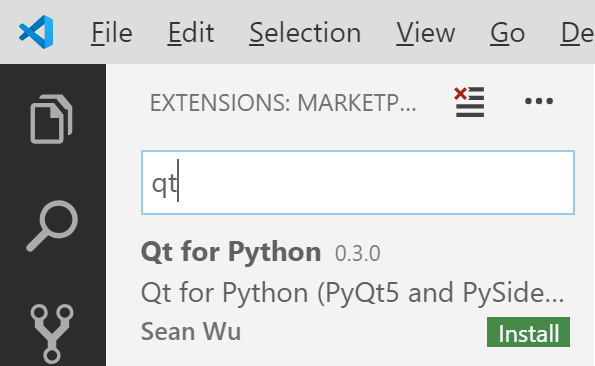 File Edit Selection View Go De
EXTENSIONS: MARKETP...
qt
Qt for Python 0.3.0
Qt for Python (PyQt5 and PySide...
Sean Wu Install